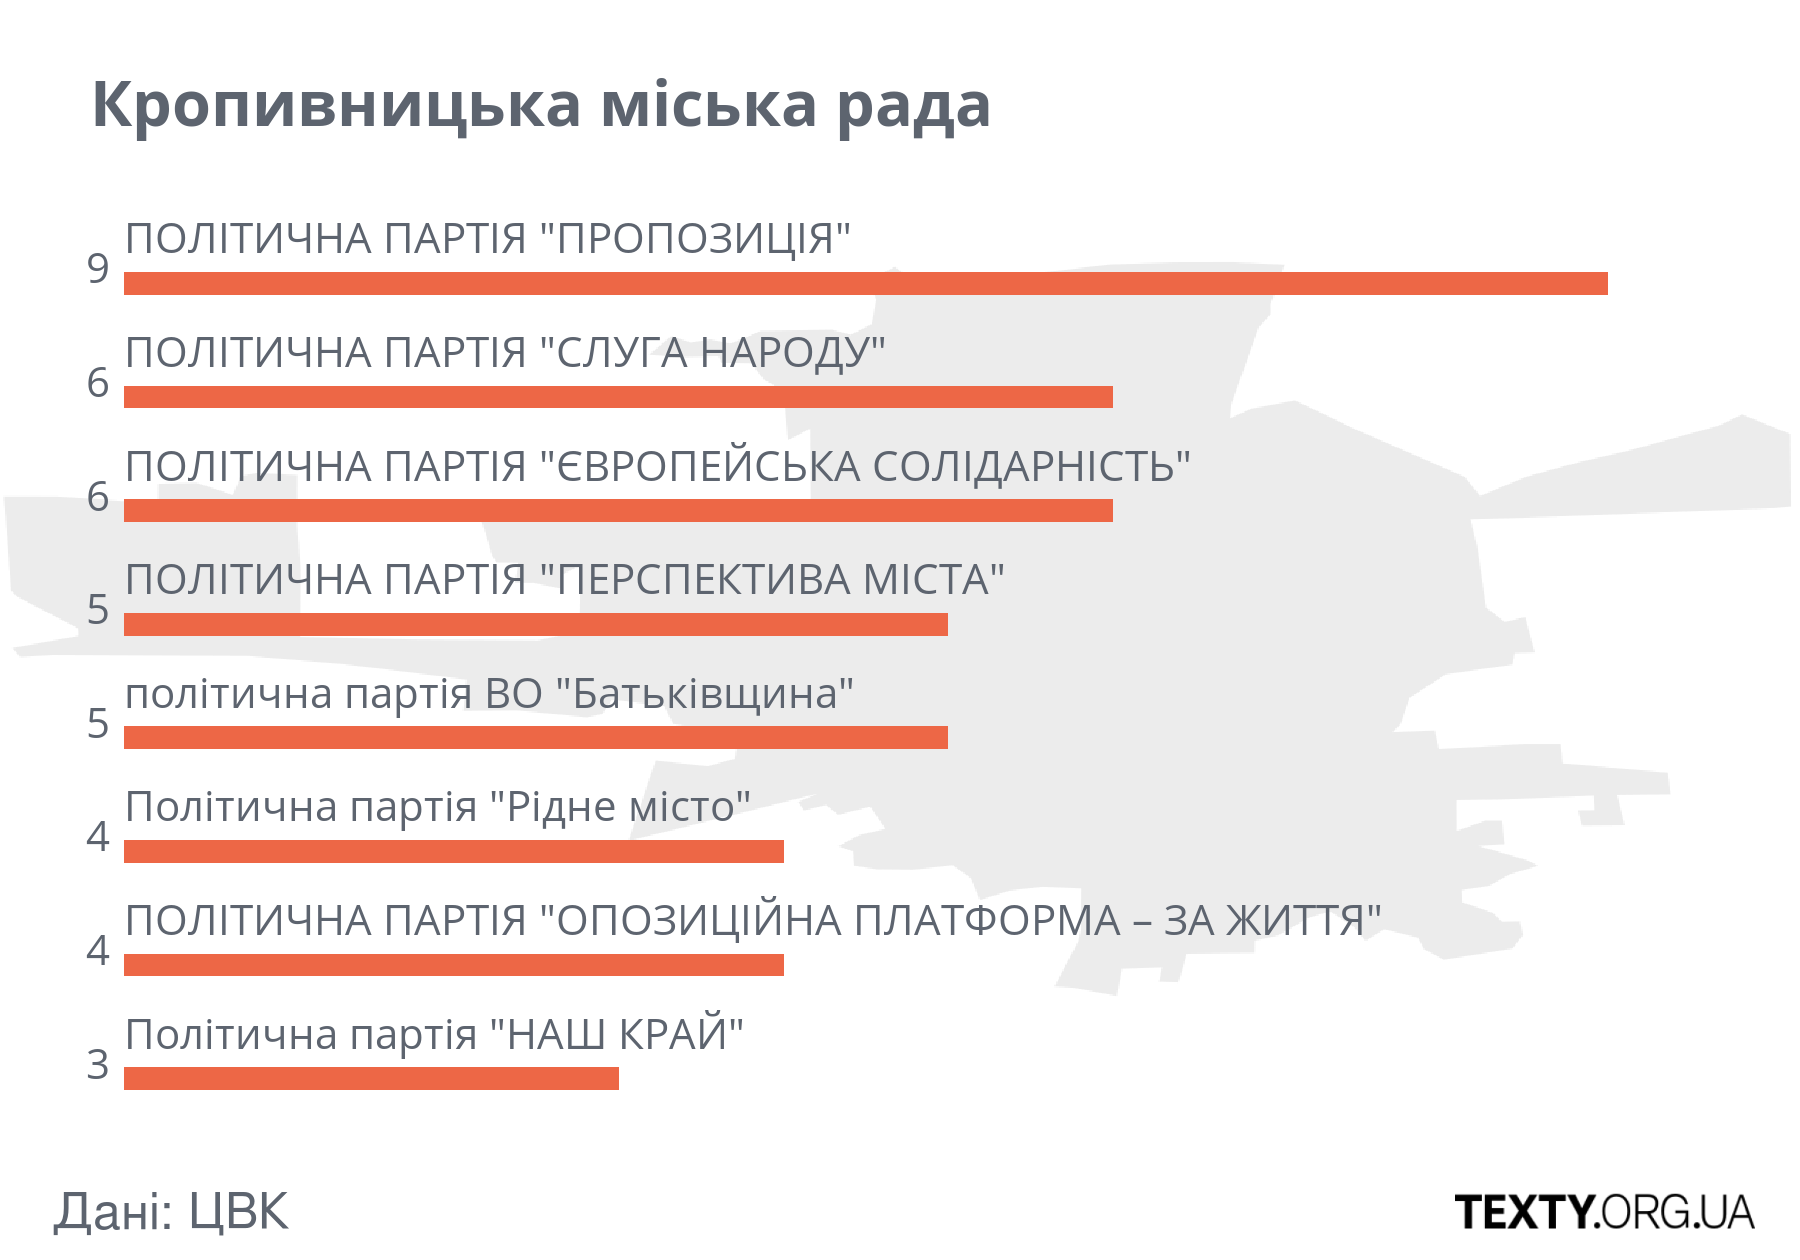 Кропивницька міська рада
ПОЛІТИЧНА ПАРТІЯ "ПРОПОЗИЦІЯ"
9
ПОЛІТИЧНА ПАРТІЯ "СЛУГА НАРОДУ"
6
ПОЛІТИЧНА ПАРТІЯ "ЄВРОПЕЙСЬКА СОЛІДАРНІСТЬ"
6
ПОЛІТИЧНА ПАРТІЯ "ПЕРСПЕКТИВА МІСТА"
5
політична партія ВО "Батьківщина"
5
Політична партія "Рідне місто"
4
ПОЛІТИЧНА ПАРТІЯ "ОПОЗИЦІЙНА ПЛАТФОРМА – ЗА ЖИТТЯ"
4
Політична партія "НАШ КРАЙ"
3
Дані: ЦВК
TEXTY.ORG.UA